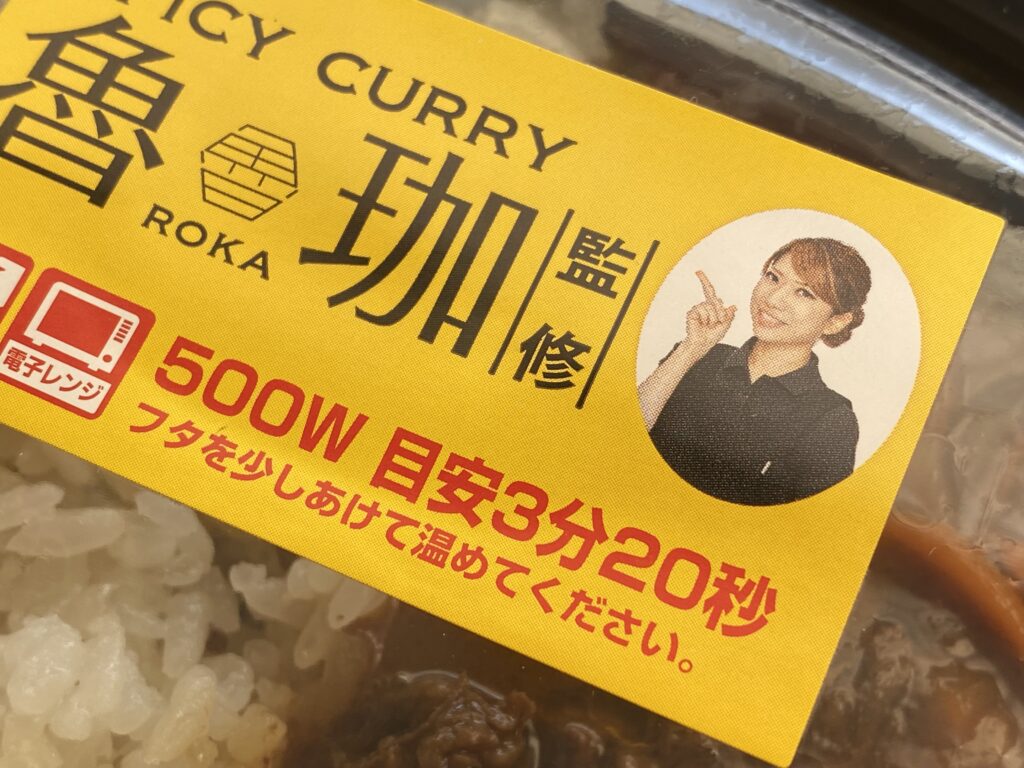 ICY CURRY
魯珈
ROKA
監修
電子レンジ
500W 目安3分20秒
フタを少しあけて温めてください。